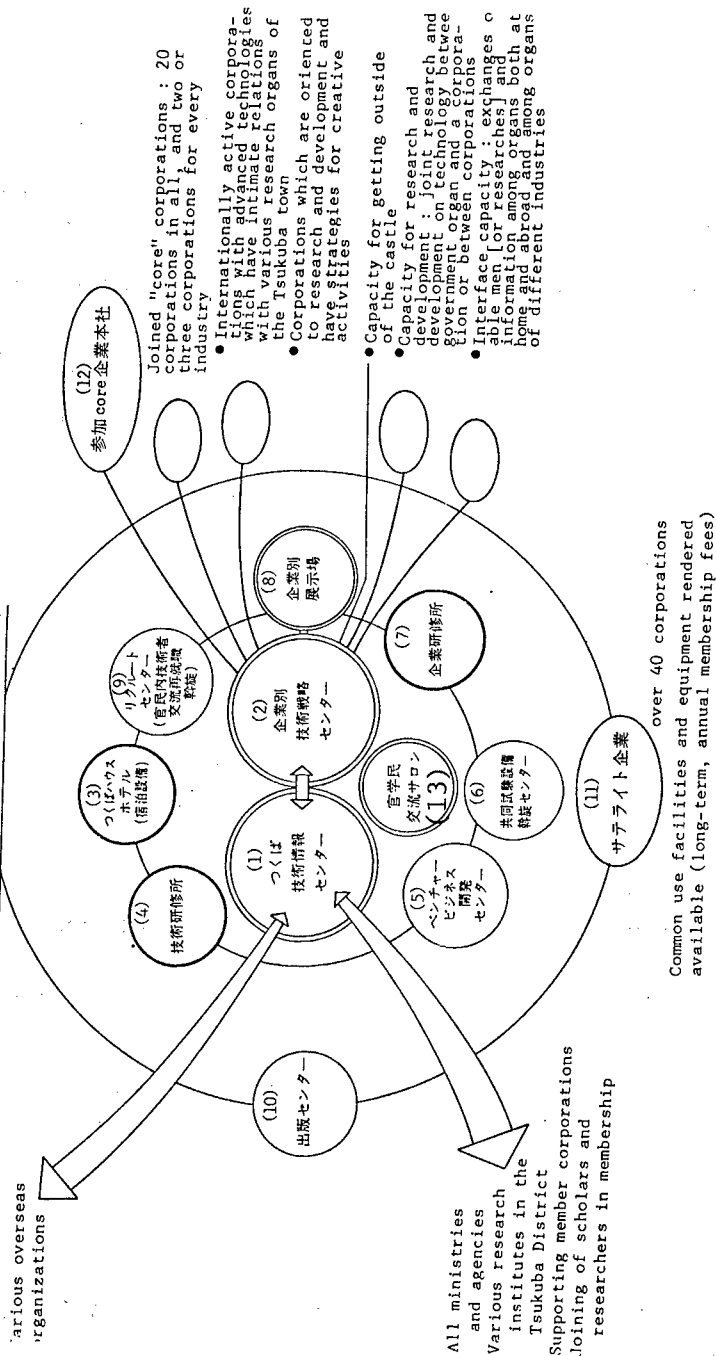 arious overseas
rganizations
All ministries
and agencies
Various research
institutes in the
Tsukuba District
Supporting member corporations
Joining of scholars and
researchers in membership
(10)
出版センター
(4)
技術研修所
(3)
つくばハウス
ホテル
(宿泊設備)
(9)
リクルート
センター
(官民内技術者
交流再就職
斡旋)
(1)
つくば
技術情報
センター
(2)
企業別
技術戦略
センター
(8)
企業別
展示場
(13)
官学民
交流サロン
(5)
ベンチャー
ビジネス
開発
センター
(6)
共同試験設備
斡旋センター
(7)
企業研修所
(11)
サテライト企業
over 40 corporations
Common use facilities and equipment rendered
available (long-term, annual membership fees)
(12)
参加core企業本社
Joined "core" corporations : 20
corporations in all, and two or
three corporations for every
industry
● Internationally active corpora-
tions with advanced technologies
which have intimate relations
with various research organs of
the Tsukuba town
● Corporations which are oriented
to research and development and
have strategies for creative
activities
● Capacity for getting outside
of the castle
● Capacity for research and
development : joint research and
development on technology betwee
government organ and a corpora-
tion or between corporations
● Interface capacity : exchanges o
able men [or researches] and
information among organs both at
home and abroad and among organs
of different industries